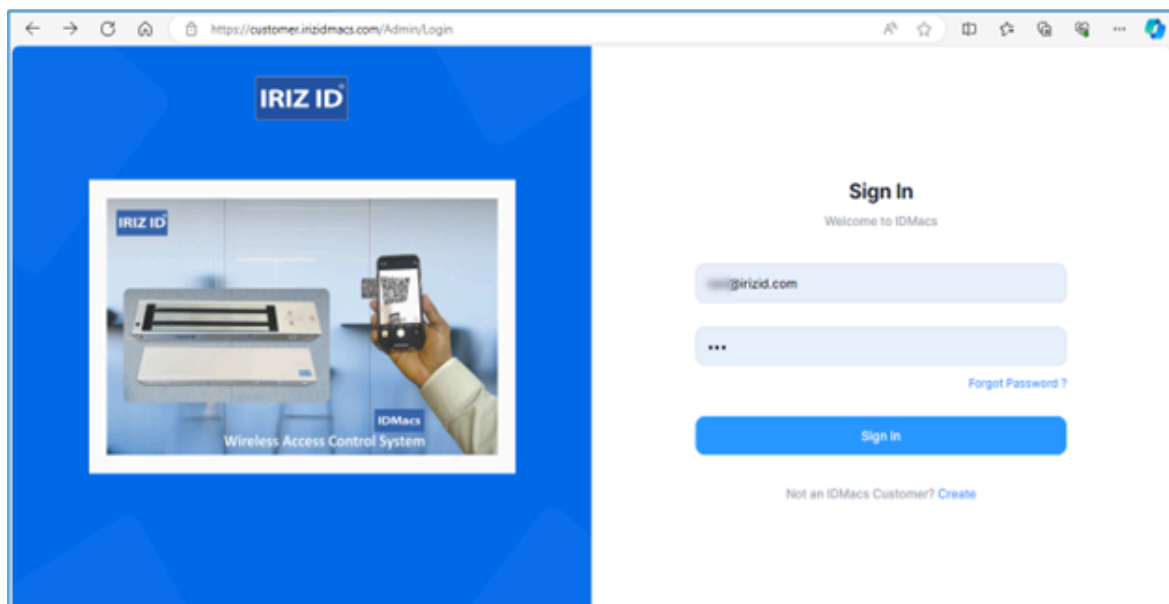 https://customer.irizidmacs.com/Admin/Login
IRIZ ID
IRIZ ID
IDMacs
Wireless Access Control System
Sign In
Welcome to IDMacs
@irizid.com
•••
Forgot Password ?
Sign In
Not an IDMacs Customer? Create